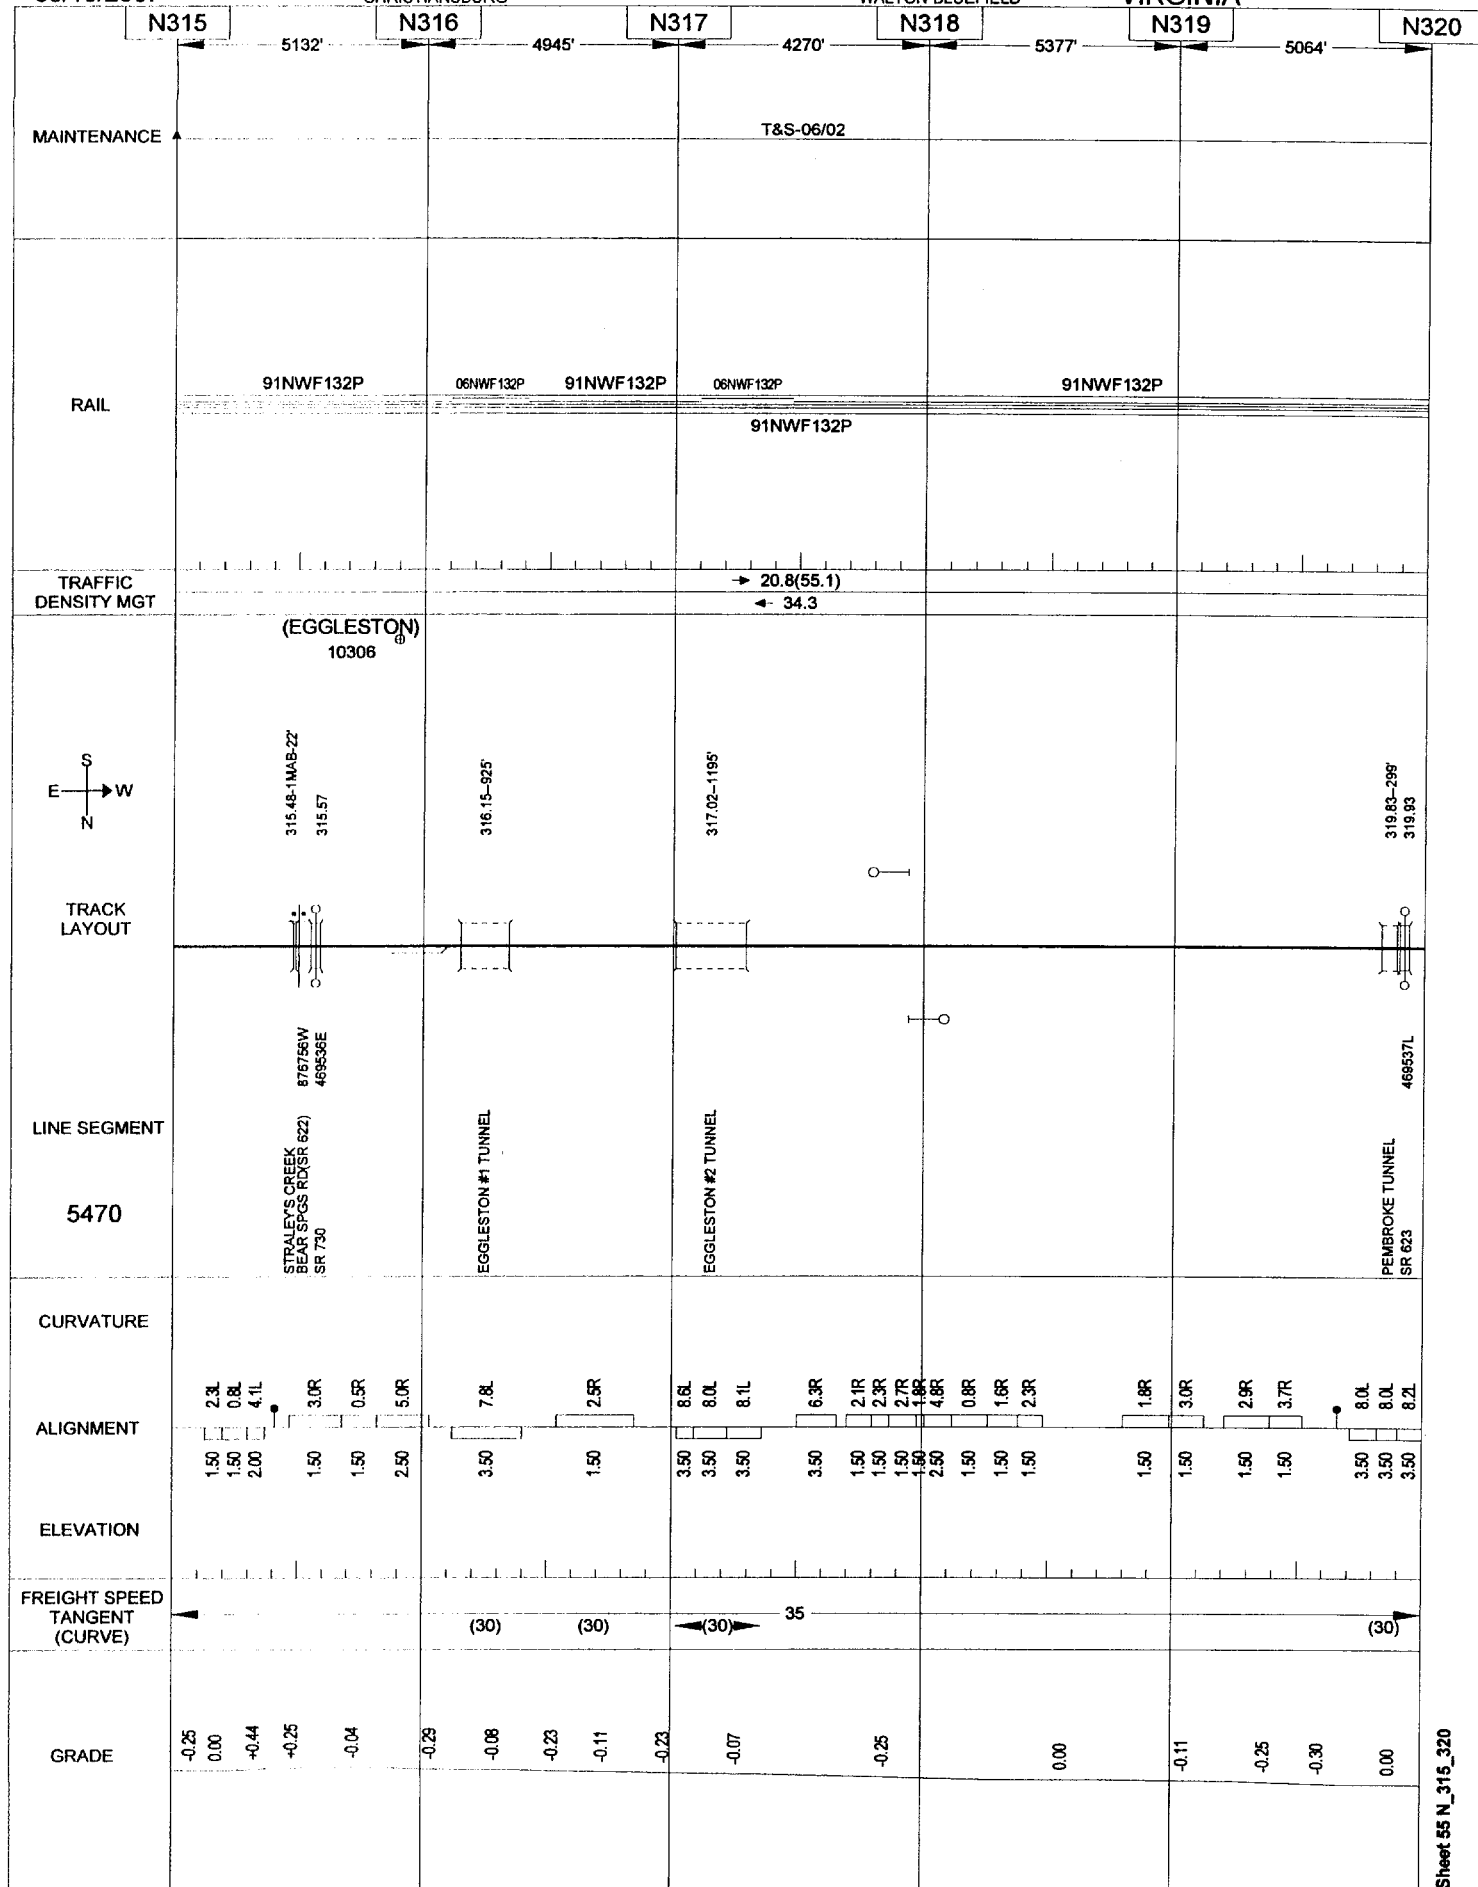 N315 N316 N317 N318 N319 N320
5132' 4945' 4270' 5377' 5064'
MAINTENANCE
T&S-06/02
RAIL
91NWF132P 06NWF132P 91NWF132P 06NWF132P 91NWF132P
91NWF132P
TRAFFIC
DENSITY MGT
→ 20.8(55.1)
← 34.3
(EGGLESTON)
10306
S
E W
N
315.48-1MAB-22'
315.57
316.15--925'
317.02--1195'
319.83--299'
319.93
TRACK
LAYOUT
876756W
469536E
469537L
LINE SEGMENT
5470
STRALEY'S CREEK
BEAR SPGS RD(SR 622)
SR 730
EGGLESTON #1 TUNNEL
EGGLESTON #2 TUNNEL
PEMBROKE TUNNEL
SR 623
CURVATURE
2.3L 0.8L 4.1L 3.0R 0.5R 5.0R 7.8L 2.5R 8.6L 8.0L 8.1L 6.3R 2.1R 2.3R 2.7R 1.8R 4.8R 0.8R 1.6R 2.3R 1.8R 3.0R 2.9R 3.7R 8.0L 8.0L 8.2L
ALIGNMENT
1.50 1.50 2.00 1.50 1.50 2.50 3.50 1.50 3.50 3.50 3.50 3.50 1.50 1.50 1.50 1.50 2.50 1.50 1.50 1.50 1.50 1.50 1.50 1.50 3.50 3.50 3.50
ELEVATION
FREIGHT SPEED
TANGENT
(CURVE)
35
(30) (30) (30) (30)
GRADE
-0.25 0.00 +0.44 +0.25 -0.04 -0.29 -0.08 -0.23 -0.11 -0.23 -0.07 -0.25 0.00 -0.11 -0.25 -0.30 0.00
Sheet 55 N_315_320